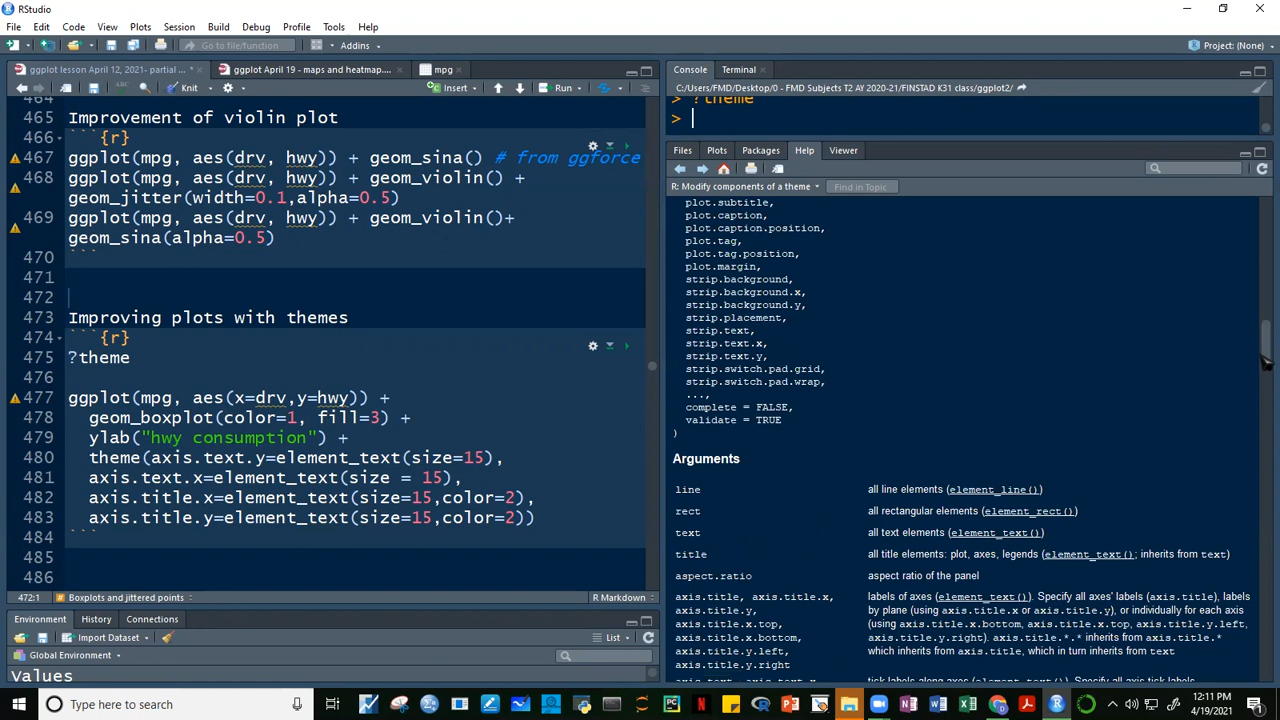 RStudio
File Edit Code View Plots Session Build Debug Profile Tools Help
Go to file/function Addins Project: (None)
ggplot lesson April 12, 2021- partial ... * ggplot April 19 - maps and heatmap.... mpg
Knit Insert Run
464
465 Improvement of violin plot
466 ```{r}
467 ggplot(mpg, aes(drv, hwy)) + geom_sina() # from ggforce
468 ggplot(mpg, aes(drv, hwy)) + geom_violin() +
geom_jitter(width=0.1,alpha=0.5)
469 ggplot(mpg, aes(drv, hwy)) + geom_violin()+
geom_sina(alpha=0.5)
470 ```
471
472
473 Improving plots with themes
474 ```{r}
475 ?theme
476
477 ggplot(mpg, aes(x=drv,y=hwy)) +
478 geom_boxplot(color=1, fill=3) +
479 ylab("hwy consumption") +
480 theme(axis.text.y=element_text(size=15),
481 axis.text.x=element_text(size = 15),
482 axis.title.x=element_text(size=15,color=2),
483 axis.title.y=element_text(size=15,color=2))
484 ```
485
486
472:1 Boxplots and jittered points R Markdown
Environment History Connections
Import Dataset List
Global Environment
Values
Console Terminal
C:/Users/FMD/Desktop/0 - FMD Subjects T2 AY 2020-21/FINSTAD K31 class/ggplot2/
> ?theme
>
Files Plots Packages Help Viewer
R: Modify components of a theme Find in Topic
plot.subtitle,
plot.caption,
plot.caption.position,
plot.tag,
plot.tag.position,
plot.margin,
strip.background,
strip.background.x,
strip.background.y,
strip.placement,
strip.text,
strip.text.x,
strip.text.y,
strip.switch.pad.grid,
strip.switch.pad.wrap,
...,
complete = FALSE,
validate = TRUE
)
Arguments
line all line elements (element_line())
rect all rectangular elements (element_rect())
text all text elements (element_text())
title all title elements: plot, axes, legends (element_text(); inherits from text)
aspect.ratio aspect ratio of the panel
axis.title, axis.title.x, labels of axes (element_text()). Specify all axes' labels (axis.title), labels
axis.title.y, by plane (using axis.title.x or axis.title.y), or individually for each axis
axis.title.x.top, (using axis.title.x.bottom, axis.title.x.top, axis.title.y.left,
axis.title.x.bottom, axis.title.y.right). axis.title.*.* inherits from axis.title.*
axis.title.y.left, which inherits from axis.title, which in turn inherits from text
axis.title.y.right
axis.text, axis.text.x, tick labels along axes (element_text()). Specify all axis tick labels
Type here to search
12:11 PM
4/19/2021